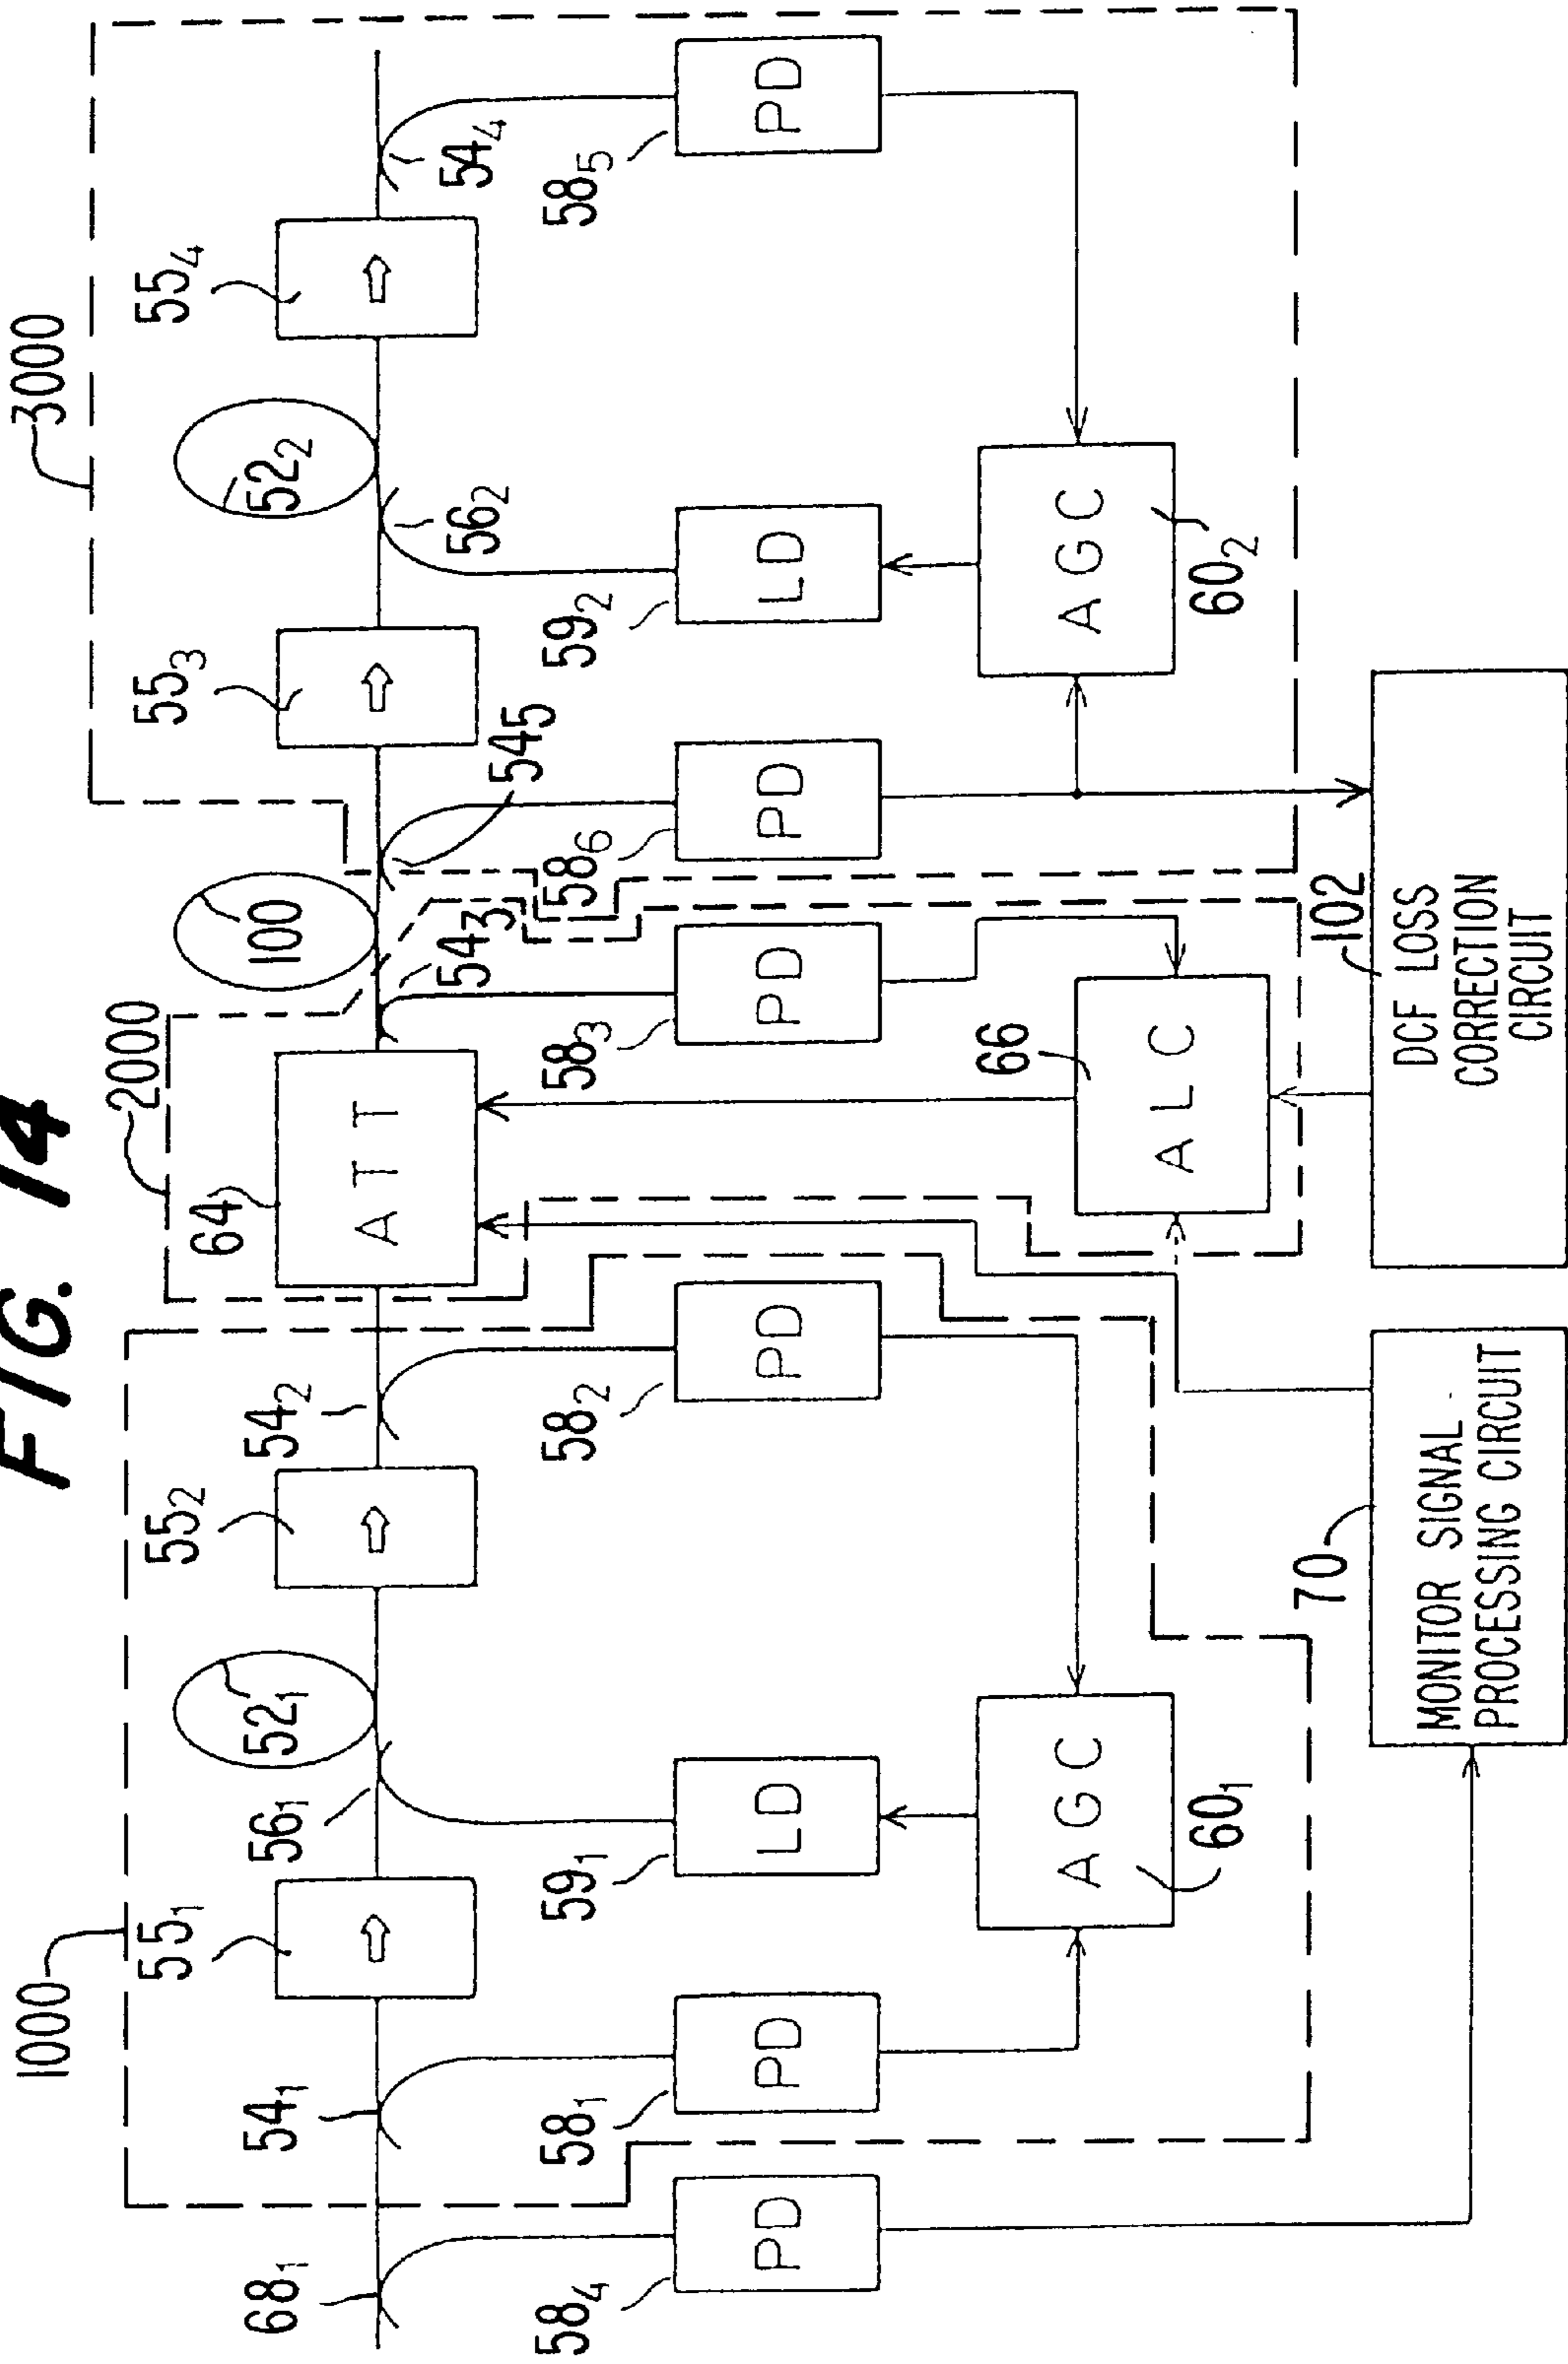 FIG. 14
1000
2000
3000
68₁
54₁
55₁
56₁
52₁
55₂
54₂
64
ATT
54₃
100
545
55₃
56₂
52₂
55₄
54₄
58₄
PD
58₁
PD
59₁
LD
58₂
PD
58₃
PD
58₆
PD
59₂
LD
58₅
PD
AGC
60₁
66
ALC
AGC
60₂
70
MONITOR SIGNAL
PROCESSING CIRCUIT
102
DCF LOSS
CORRECTION
CIRCUIT